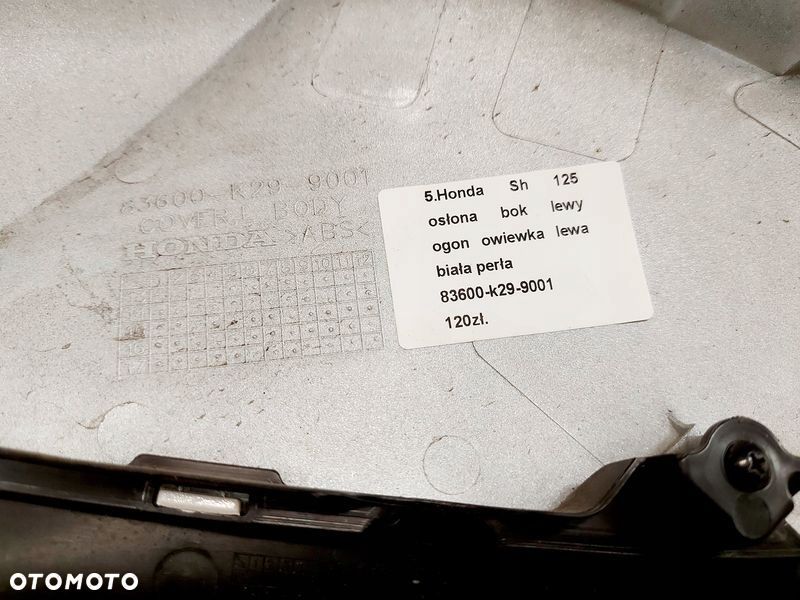 83600-K29-9001
COVER L BODY
HONDA >ABS<
5.Honda Sh 125
osłona bok lewy
ogon owiewka lewa
biała perła
83600-k29-9001
120zł.
OTOMOTO